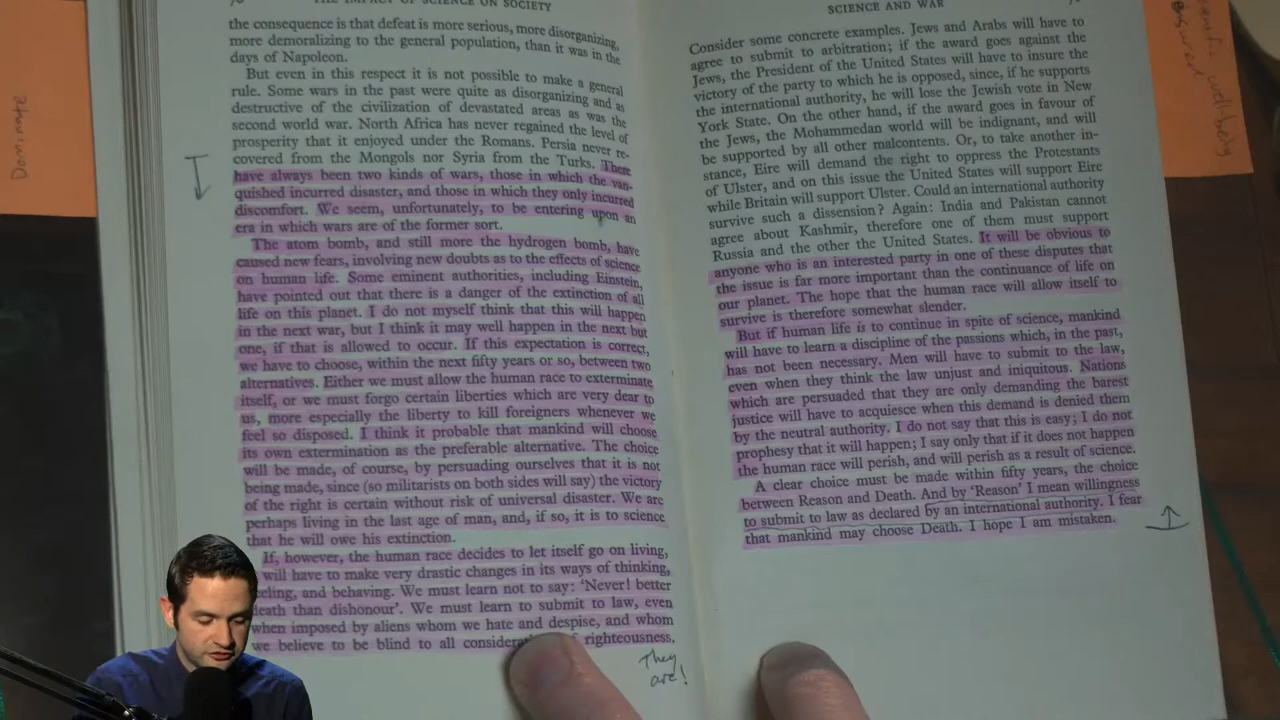 THE IMPACT OF SCIENCE ON SOCIETY
the consequence is that defeat is more serious, more disorganizing,
more demoralizing to the general population, than it was in the
days of Napoleon.
But even in this respect it is not possible to make a general
rule. Some wars in the past were quite as disorganizing and as
destructive of the civilization of devastated areas as was the
second world war. North Africa has never regained the level of
prosperity that it enjoyed under the Romans. Persia never re-
covered from the Mongols nor Syria from the Turks. There
have always been two kinds of wars, those in which the van-
quished incurred disaster, and those in which they only incurred
discomfort. We seem, unfortunately, to be entering upon an
era in which wars are of the former sort.
The atom bomb, and still more the hydrogen bomb, have
caused new fears, involving new doubts as to the effects of science
on human life. Some eminent authorities, including Einstein,
have pointed out that there is a danger of the extinction of all
life on this planet. I do not myself think that this will happen
in the next war, but I think it may well happen in the next but
one, if that is allowed to occur. If this expectation is correct,
we have to choose, within the next fifty years or so, between two
alternatives. Either we must allow the human race to exterminate
itself, or we must forgo certain liberties which are very dear to
us, more especially the liberty to kill foreigners whenever we
feel so disposed. I think it probable that mankind will choose
its own extermination as the preferable alternative. The choice
will be made, of course, by persuading ourselves that it is not
being made, since (so militarists on both sides will say) the victory
of the right is certain without risk of universal disaster. We are
perhaps living in the last age of man, and, if so, it is to science
that he will owe his extinction.
If, however, the human race decides to let itself go on living,
will have to make very drastic changes in its ways of thinking,
eeling, and behaving. We must learn not to say: ‘Never! better
death than dishonour’. We must learn to submit to law, even
when imposed by aliens whom we hate and despise, and whom
we believe to be blind to all righteousness.
They
are!
SCIENCE AND WAR
Consider some concrete examples. Jews and Arabs will have to
agree to submit to arbitration; if the award goes against the
Jews, the President of the United States will have to insure the
victory of the party to which he is opposed, since, if he supports
the international authority, he will lose the Jewish vote in New
York State. On the other hand, if the award goes in favour of
the Jews, the Mohammedan world will be indignant, and will
be supported by all other malcontents. Or, to take another in-
stance, Eire will demand the right to oppress the Protestants
of Ulster, and on this issue the United States will support Eire
while Britain will support Ulster. Could an international authority
survive such a dissension? Again: India and Pakistan cannot
agree about Kashmir, therefore one of them must support
Russia and the other the United States. It will be obvious to
anyone who is an interested party in one of these disputes that
the issue is far more important than the continuance of life on
our planet. The hope that the human race will allow itself to
survive is therefore somewhat slender.
But if human life is to continue in spite of science, mankind
will have to learn a discipline of the passions which, in the past,
has not been necessary. Men will have to submit to the law,
even when they think the law unjust and iniquitous. Nations
which are persuaded that they are only demanding the barest
justice will have to acquiesce when this demand is denied them
by the neutral authority. I do not say that this is easy; I do not
prophesy that it will happen; I say only that if it does not happen
the human race will perish, and will perish as a result of science.
A clear choice must be made within fifty years, the choice
between Reason and Death. And by ‘Reason’ I mean willingness
to submit to law as declared by an international authority. I fear
that mankind may choose Death. I hope I am mistaken.
Dominate